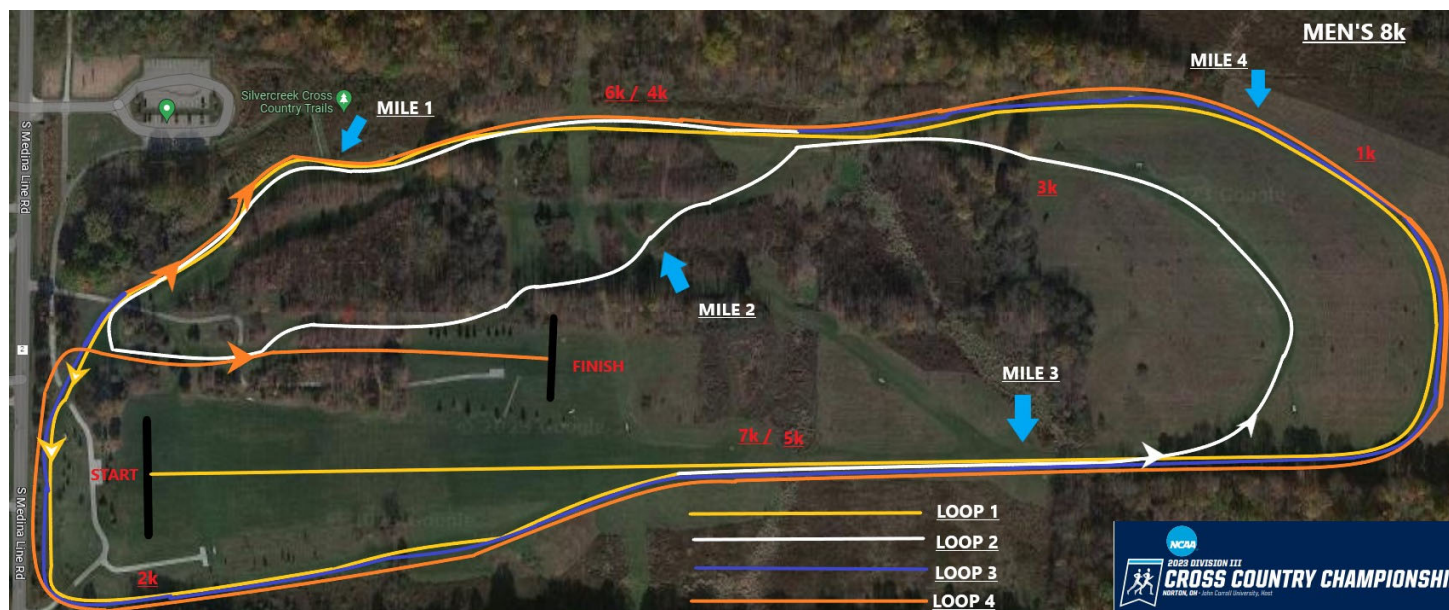 MEN'S 8k
MILE 4
6k / 4k
Silvercreek Cross
Country Trails
MILE 1
S Medina Line Rd
1k
3k
MILE 2
FINISH
MILE 3
7k / 5k
START
S Medina Line Rd
LOOP 1
LOOP 2
LOOP 3
LOOP 4
2k
NCAA
2023 DIVISION III
CROSS COUNTRY CHAMPIONSHI
NORTON, OH - John Carroll University, Host